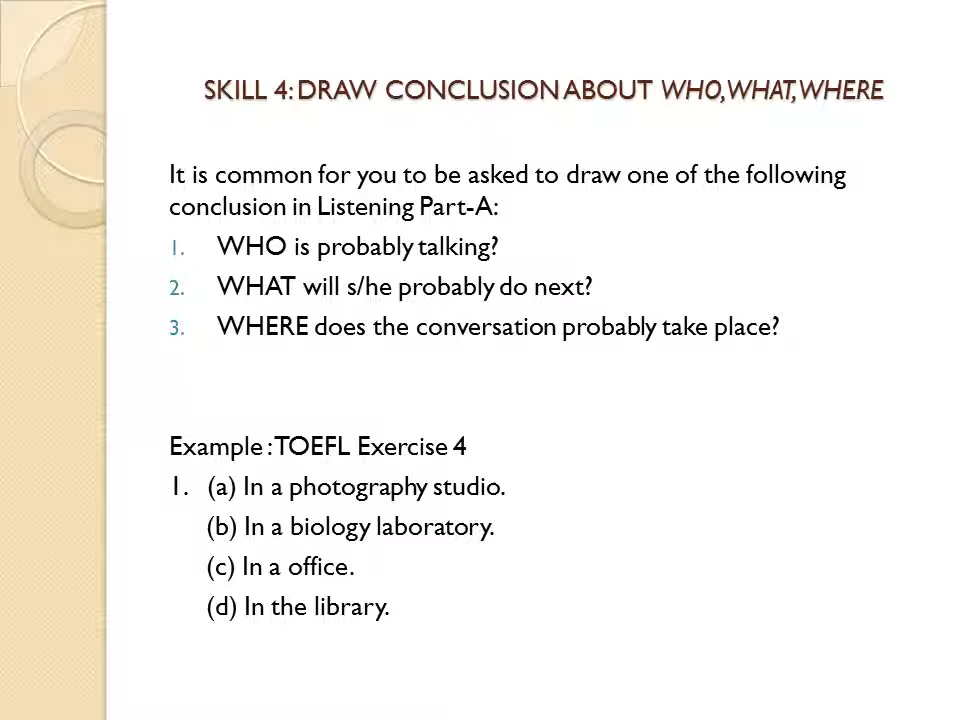 SKILL 4: DRAW CONCLUSION ABOUT WHO, WHAT, WHERE
It is common for you to be asked to draw one of the following
conclusion in Listening Part-A:
1. WHO is probably talking?
2. WHAT will s/he probably do next?
3. WHERE does the conversation probably take place?
Example : TOEFL Exercise 4
1. (a) In a photography studio.
(b) In a biology laboratory.
(c) In a office.
(d) In the library.